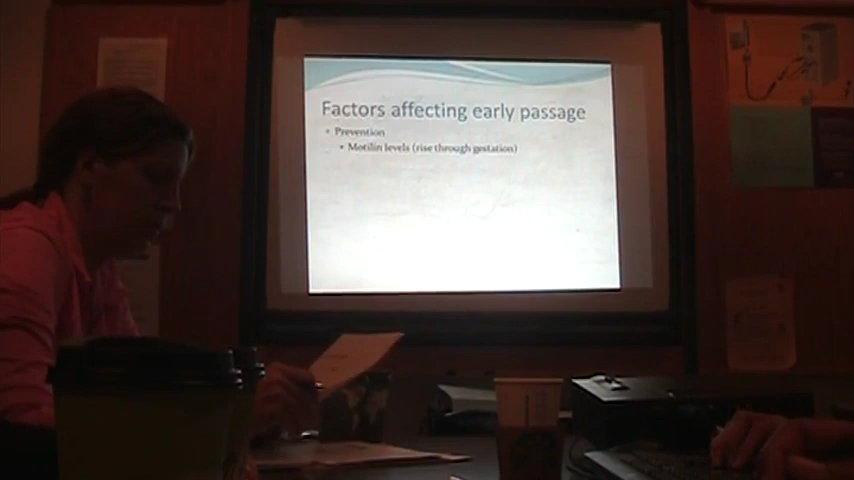 Factors affecting early passage
Prevention
Motilin levels (rise through gestation)